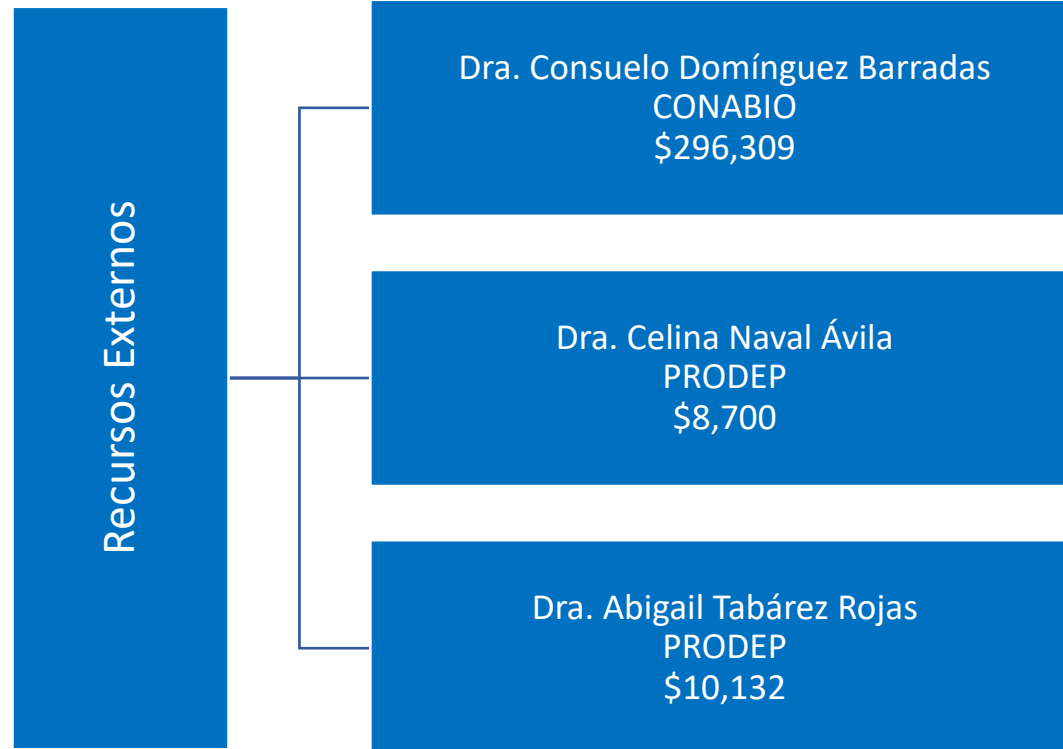 Recursos Externos
Dra. Consuelo Domínguez Barradas
CONABIO
$296,309
Dra. Celina Naval Ávila
PRODEP
$8,700
Dra. Abigail Tabárez Rojas
PRODEP
$10,132